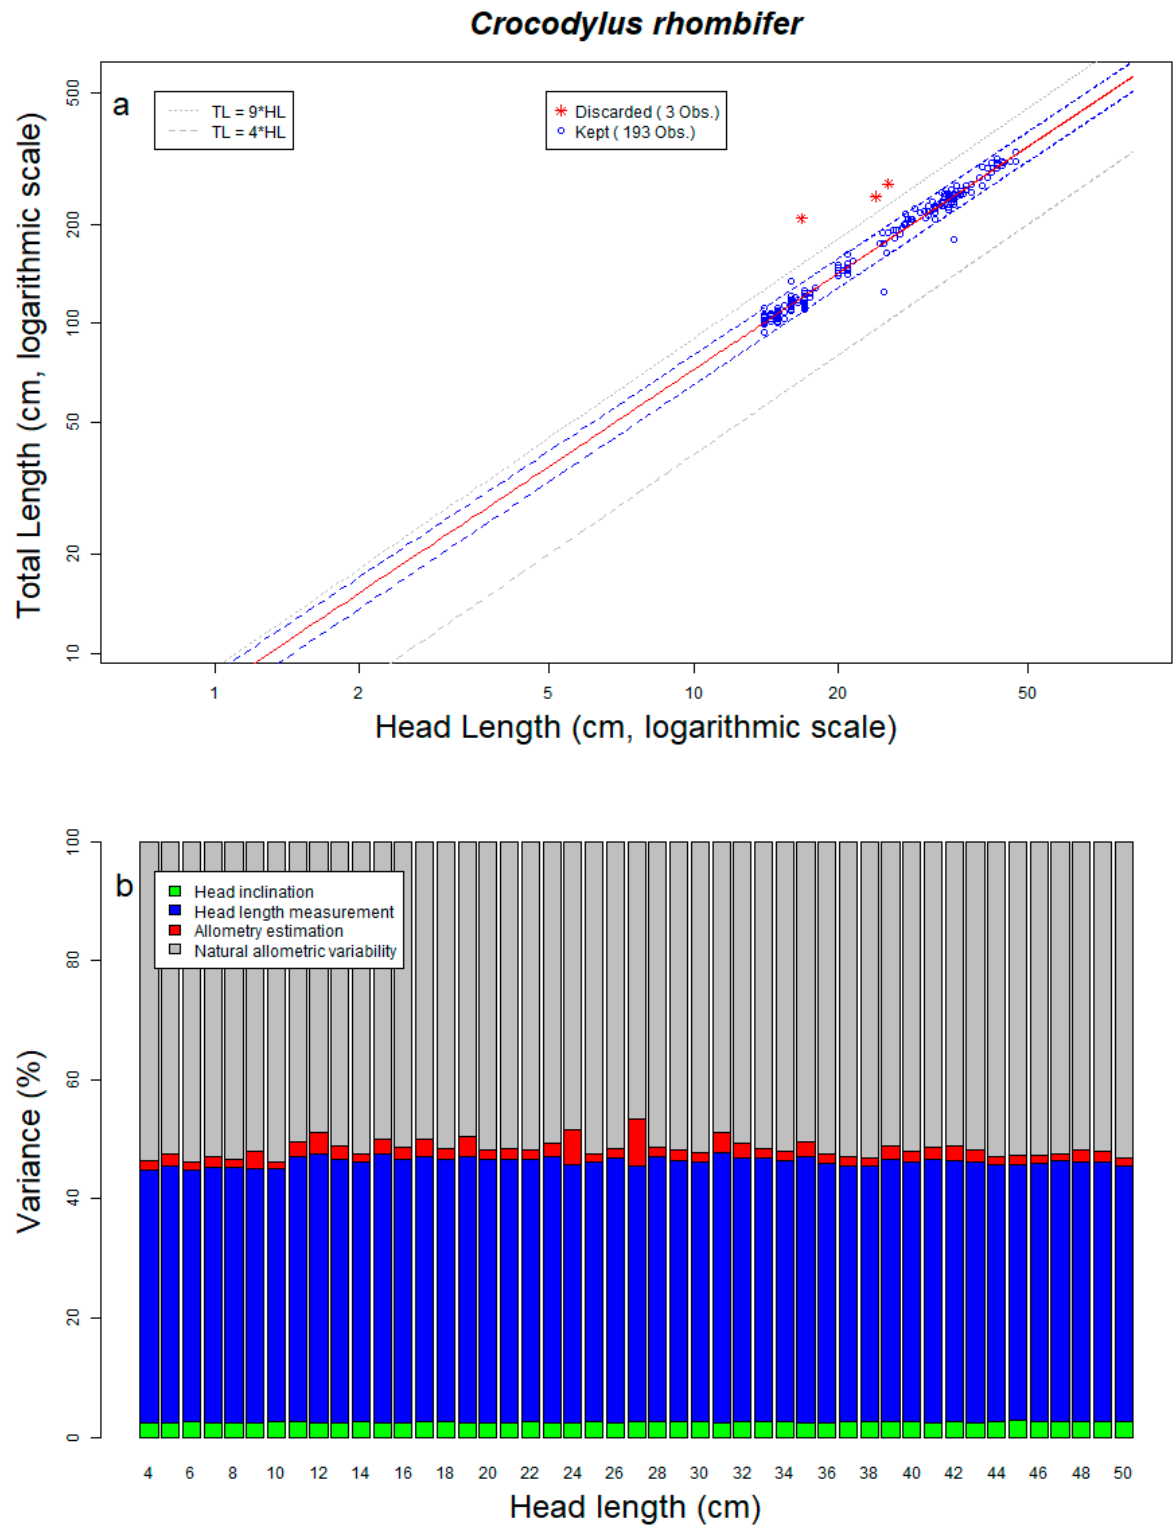 Crocodylus rhombifer
a
TL = 9*HL
TL = 4*HL
Discarded ( 3 Obs.)
Kept ( 193 Obs.)
Total Length (cm, logarithmic scale)
500
200
100
50
20
10
1 2 5 10 20 50
Head Length (cm, logarithmic scale)
b
Head inclination
Head length measurement
Allometry estimation
Natural allometric variability
Variance (%)
100
80
60
40
20
0
4 6 8 10 12 14 16 18 20 22 24 26 28 30 32 34 36 38 40 42 44 46 48 50
Head length (cm)